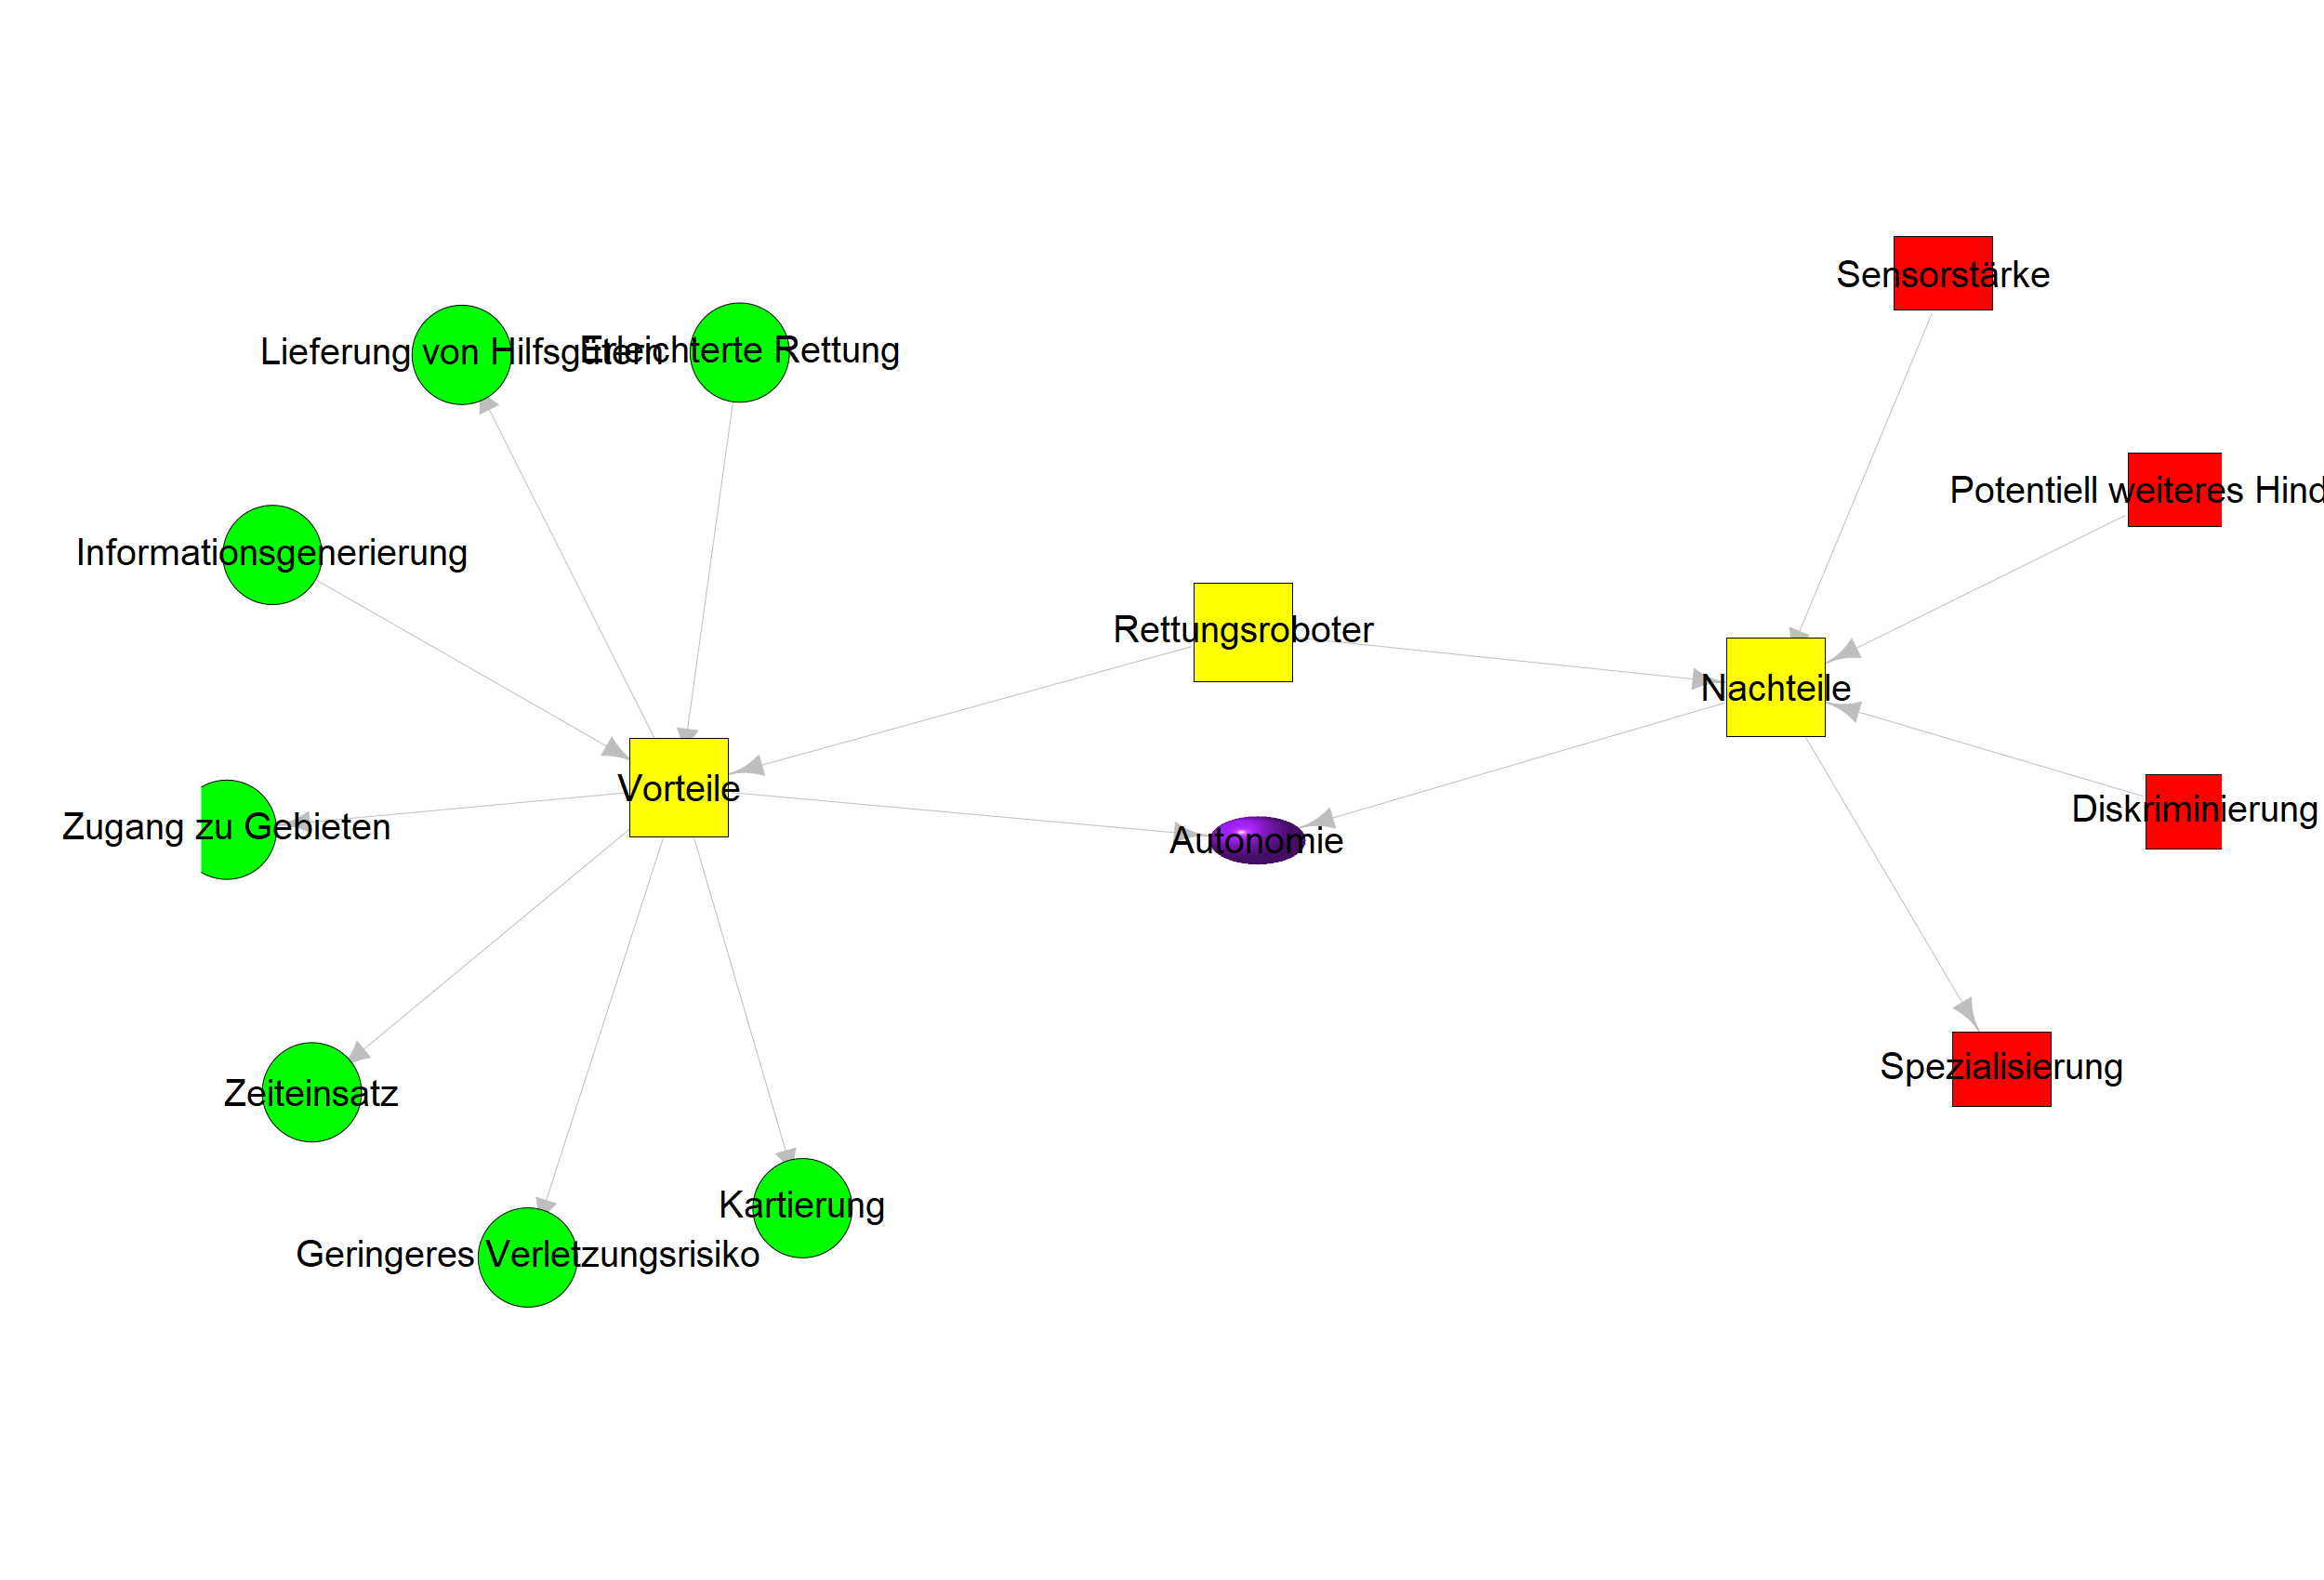 Sensorstärke
Lieferung von Hilfsgütern
Erleichterte Rettung
Potentiell weiteres Hind
Informationsgenerierung
Rettungsroboter
Nachteile
Vorteile
Diskriminierung
Zugang zu Gebieten
Autonomie
Spezialisierung
Zeiteinsatz
Kartierung
Geringeres Verletzungsrisiko